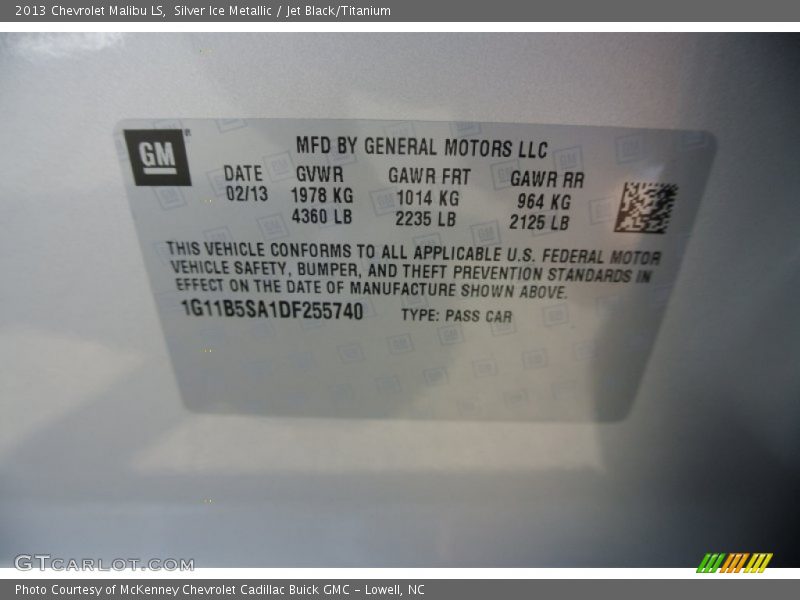 2013 Chevrolet Malibu LS, Silver Ice Metallic / Jet Black/Titanium
GM
MFD BY GENERAL MOTORS LLC
DATE GVWR GAWR FRT GAWR RR
02/13 1978 KG 1014 KG 964 KG
4360 LB 2235 LB 2125 LB
THIS VEHICLE CONFORMS TO ALL APPLICABLE U.S. FEDERAL MOTOR
VEHICLE SAFETY, BUMPER, AND THEFT PREVENTION STANDARDS IN
EFFECT ON THE DATE OF MANUFACTURE SHOWN ABOVE.
1G11B5SA1DF255740 TYPE: PASS CAR
GTcarlot.com
Photo Courtesy of McKenney Chevrolet Cadillac Buick GMC - Lowell, NC